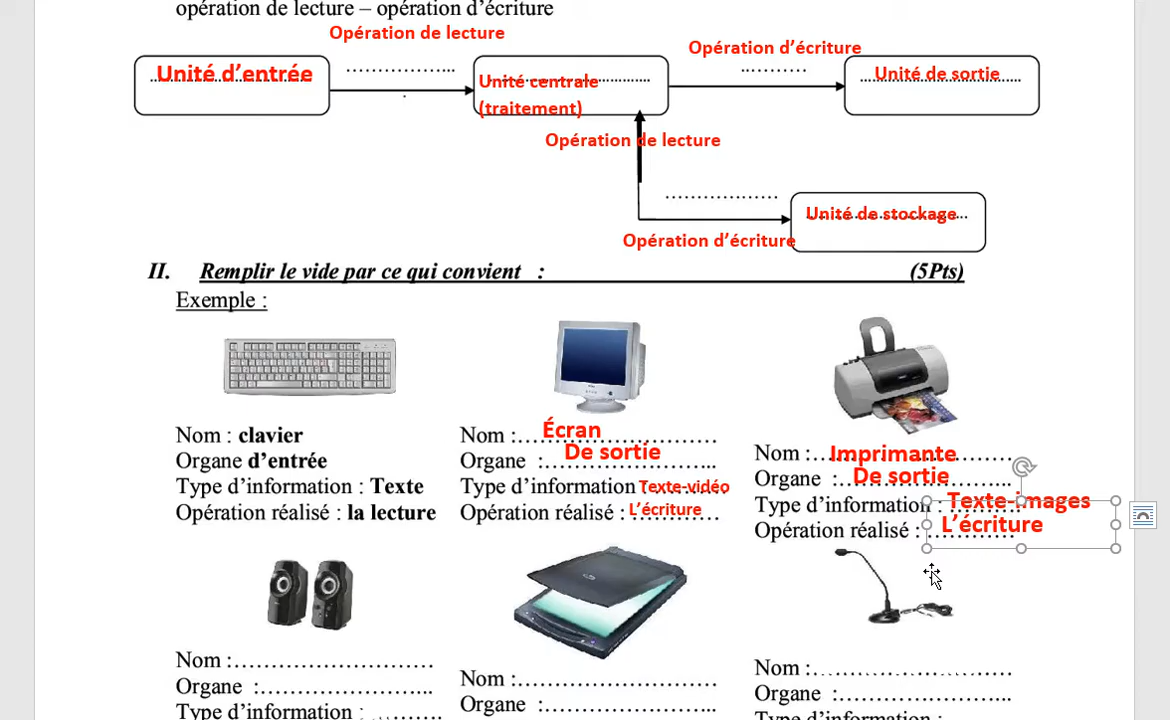 opération de lecture – opération d’écriture
Opération de lecture
Opération d’écriture
Unité d’entrée
Unité centrale
(traitement)
Unité de sortie
Opération de lecture
Unité de stockage
Opération d’écriture
II. Remplir le vide par ce qui convient : (5Pts)
Exemple :
Nom : clavier
Organe d’entrée
Type d’information : Texte
Opération réalisé : la lecture
Nom :…Écran……………………
Organe :…De sortie…………………..
Type d’information Texte-vidéo
Opération réalisé : L’écriture
Nom :…Imprimante………
Organe :…De sortie…………..
Type d’information : Texte-images
Opération réalisé : L’écriture
Nom :………………………
Organe :…………………...
Type d’information : ………….
Nom :………………………
Organe :…………………..
Nom :………………………
Organe :…………………..
Type d’information :